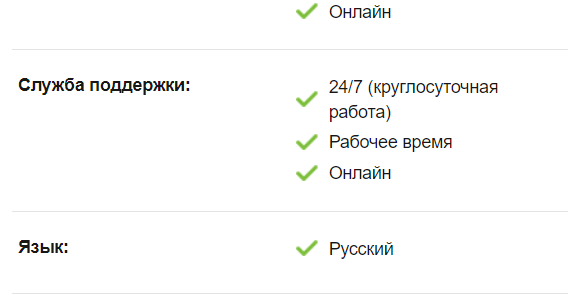 Онлайн
Служба поддержки:
24/7 (круглосуточная
работа)
Рабочее время
Онлайн
Язык:
Русский